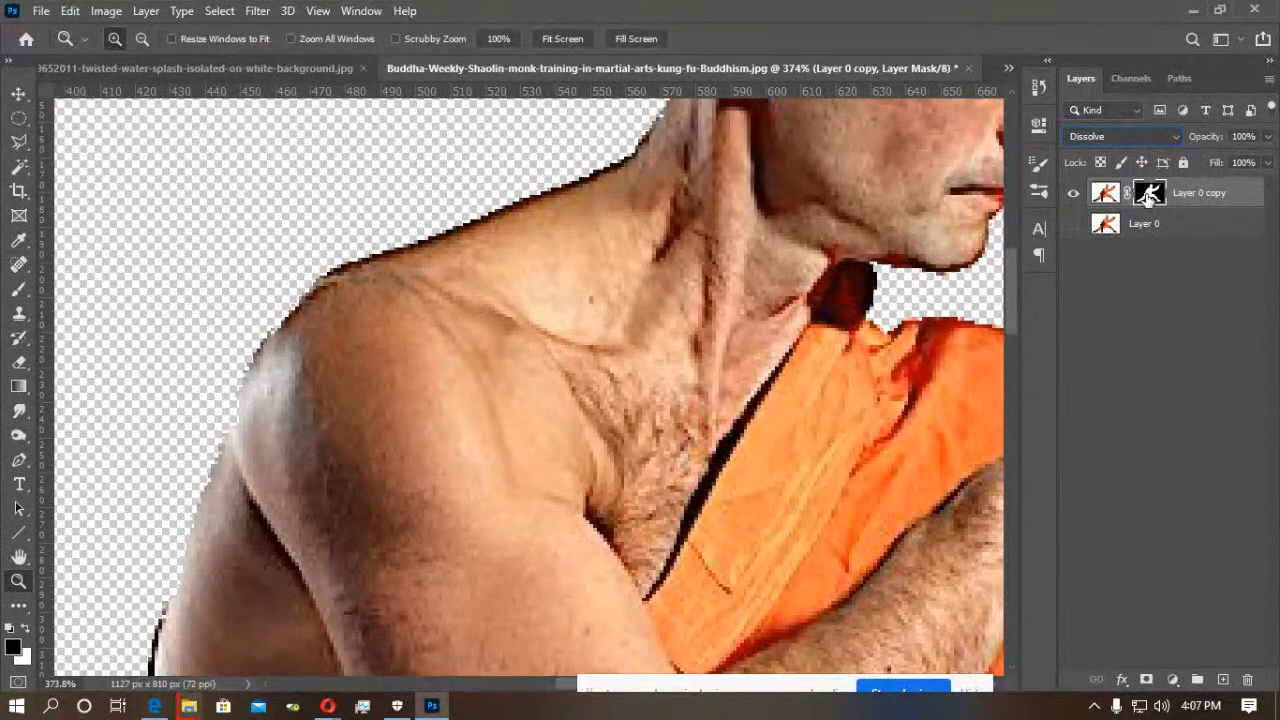 File Edit Image Layer Type Select Filter 3D View Window Help
Resize Windows to Fit Zoom All Windows Scrubby Zoom 100% Fit Screen Fill Screen
652011-twisted-water-splash-isolated-on-white-background.jpg × Buddha-Weekly-Shaolin-monk-training-in-martial-arts-kung-fu-Buddhism.jpg @ 374% (Layer 0 copy, Layer Mask/8) * ×
400 410 420 430 440 450 460 470 480 490 500 510 520 530 540 550 560 570 580 590 600 610 620 630 640 650 660
Layers Channels Paths
Kind
Dissolve Opacity: 100%
Lock: Fill: 100%
Layer 0 copy
Layer 0
373.8% 1127 px x 810 px (72 ppi)
4:07 PM